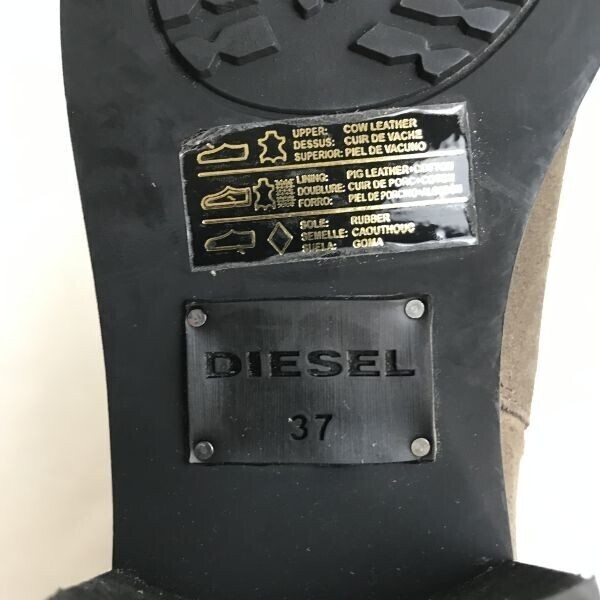 UPPER: COW LEATHER
DESSUS: CUIR DE VACHE
SUPERIOR: PIEL DE VACUNO
LINING: PIG LEATHER+COTTON
DOUBLURE: CUIR DE PORC+COTON
FORRO: PIEL DE PORCINO+ALGODÓN
SOLE: RUBBER
SEMELLE: CAOUTHOUC
SUELA: GOMA
DIESEL
37